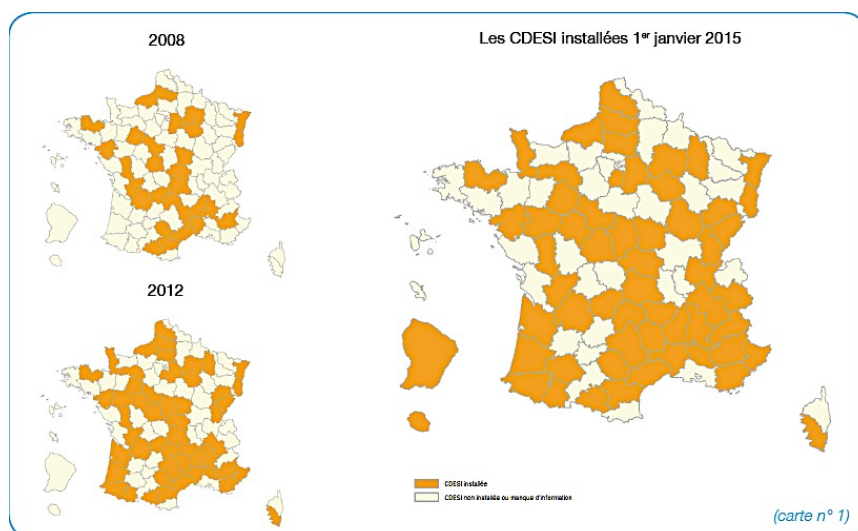 2008
Les CDESI installées 1er janvier 2015
2012
CDESI installée
CDESI non installée ou manque d'information
(carte n° 1)